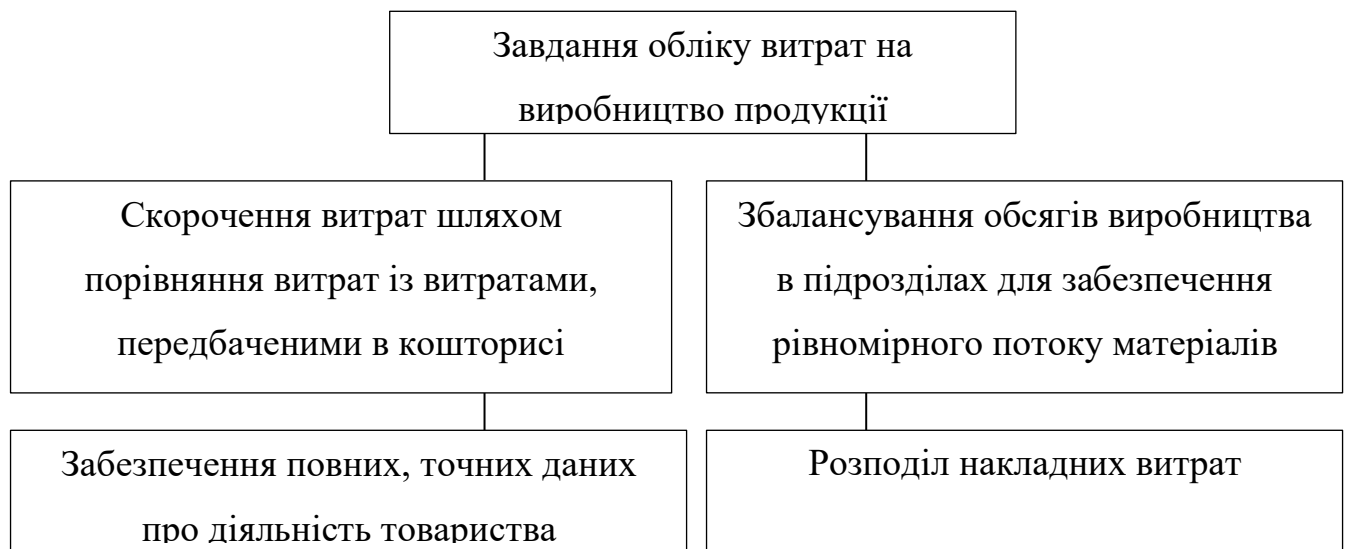 Завдання обліку витрат на
виробництво продукції
Скорочення витрат шляхом
порівняння витрат із витратами,
передбаченими в кошторисі
Збалансування обсягів виробництва
в підрозділах для забезпечення
рівномірного потоку матеріалів
Забезпечення повних, точних даних
про діяльність товариства
Розподіл накладних витрат